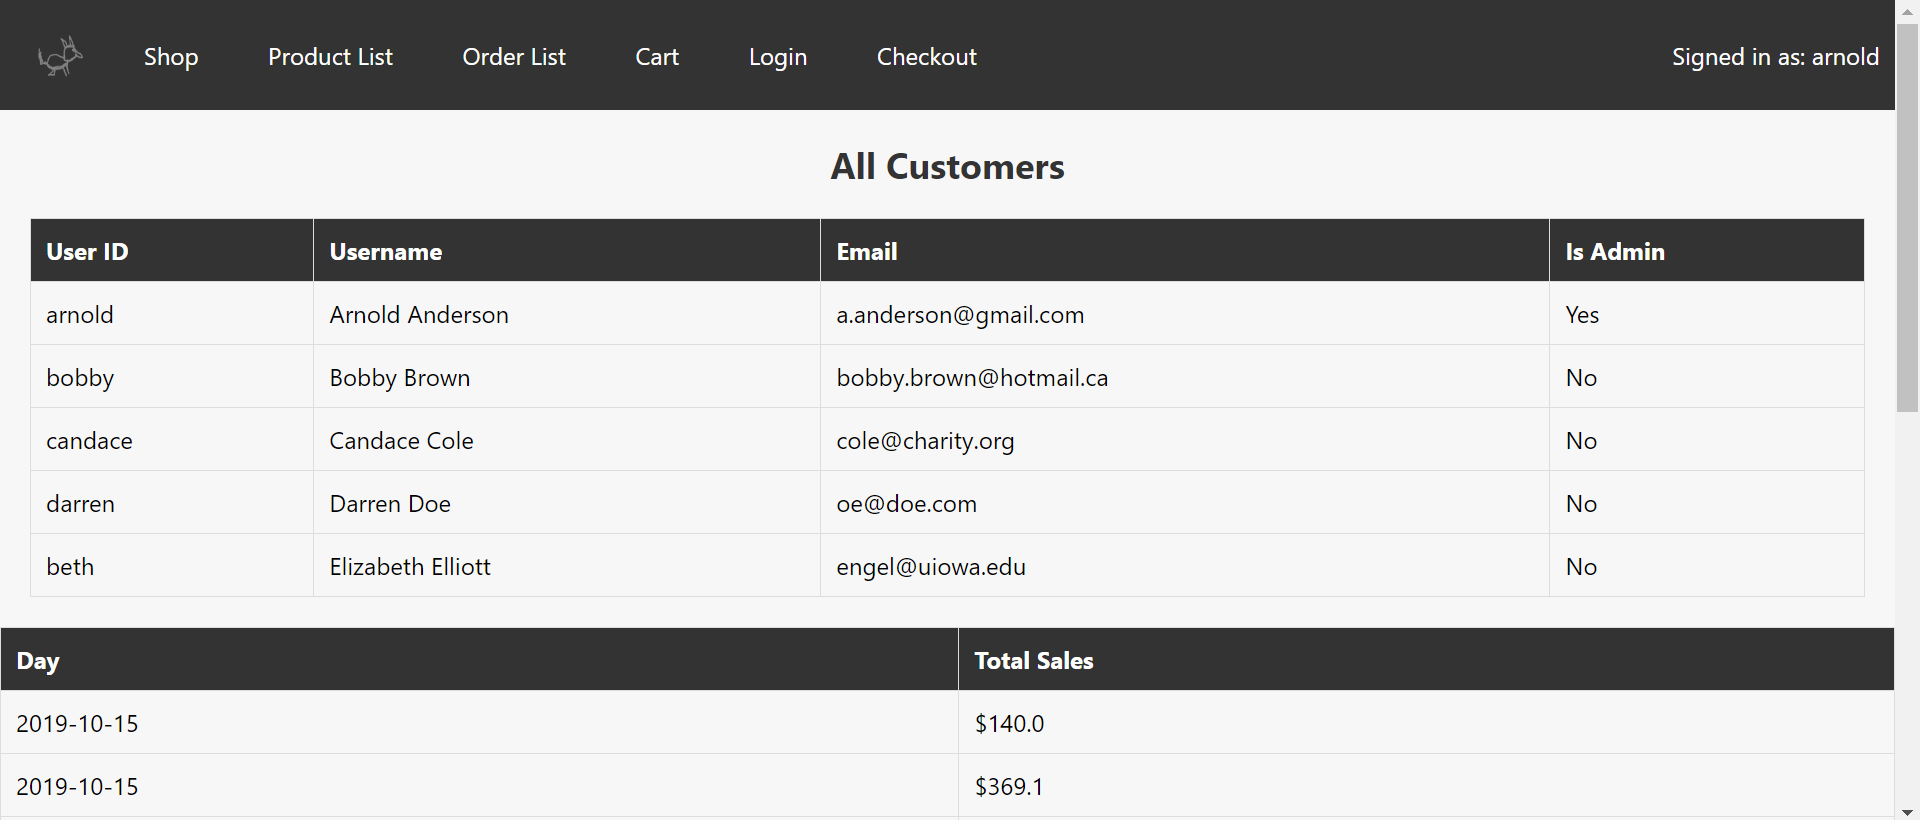 Shop Product List Order List Cart Login Checkout Signed in as: arnold
All Customers
User ID Username Email Is Admin
arnold Arnold Anderson a.anderson@gmail.com Yes
bobby Bobby Brown bobby.brown@hotmail.ca No
candace Candace Cole cole@charity.org No
darren Darren Doe oe@doe.com No
beth Elizabeth Elliott engel@uiowa.edu No
Day Total Sales
2019-10-15 $140.0
2019-10-15 $369.1